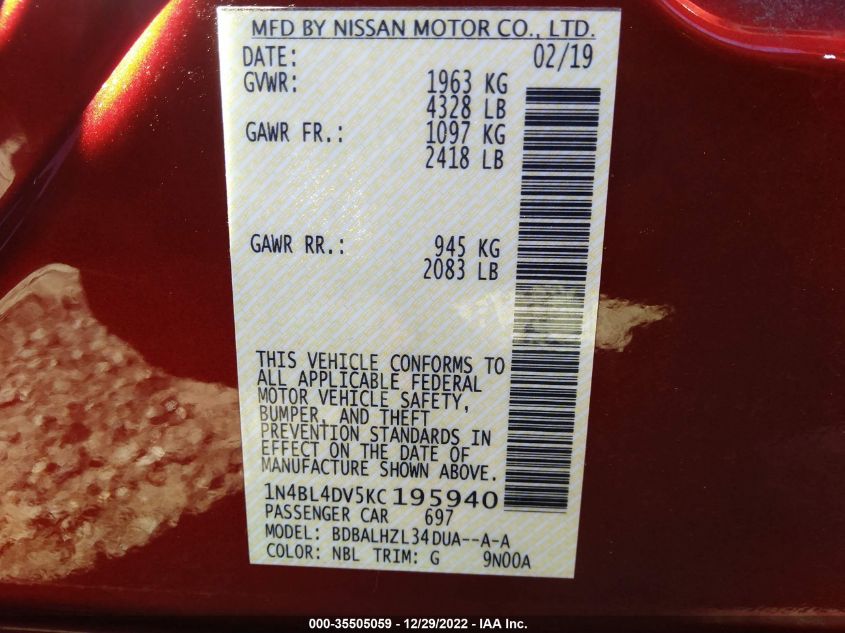 MFD BY NISSAN MOTOR CO., LTD.
DATE: 02/19
GVWR: 1963 KG
4328 LB
GAWR FR.: 1097 KG
2418 LB
GAWR RR.: 945 KG
2083 LB
THIS VEHICLE CONFORMS TO
ALL APPLICABLE FEDERAL
MOTOR VEHICLE SAFETY,
BUMPER, AND THEFT
PREVENTION STANDARDS IN
EFFECT ON THE DATE OF
MANUFACTURE SHOWN ABOVE.
1N4BL4DV5KC195940
PASSENGER CAR 697
MODEL: BDBALHZL34DUA--A-A
COLOR: NBL TRIM: G 9N00A
000-35505059 - 12/29/2022 - IAA Inc.